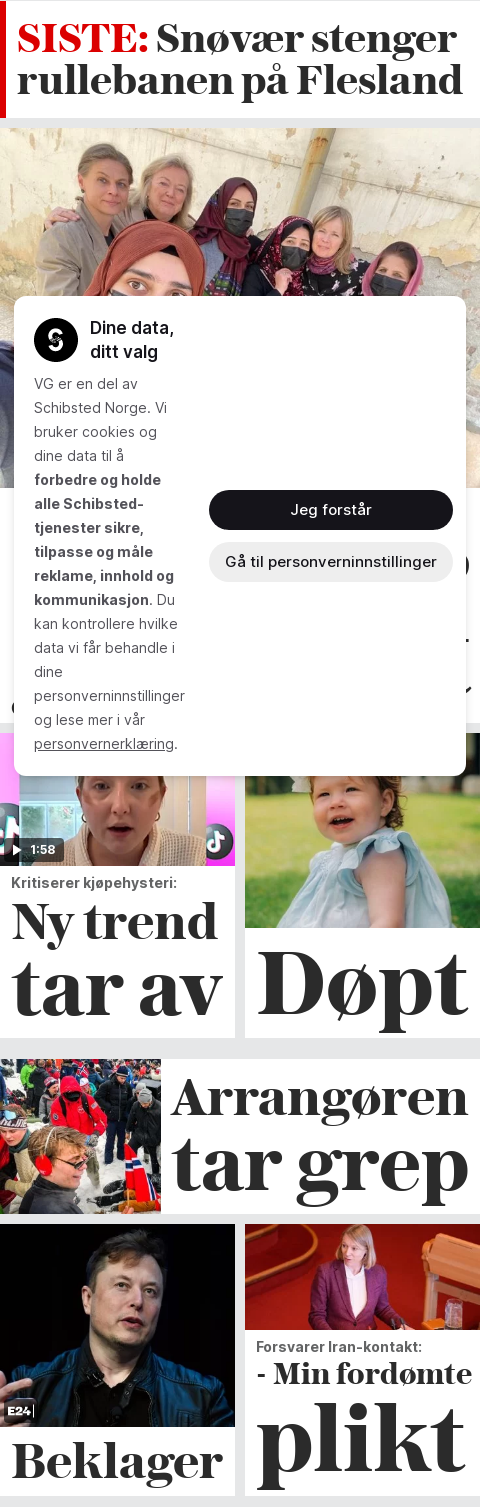 SISTE: Snøvær stenger
rullebanen på Flesland
Dine data,
ditt valg
VG er en del av
Schibsted Norge. Vi
bruker cookies og
dine data til å
forbedre og holde
alle Schibsted-
tjenester sikre,
tilpasse og måle
reklame, innhold og
kommunikasjon. Du
kan kontrollere hvilke
data vi får behandle i
dine
personverninnstillinger
og lese mer i vår
personvernerklæring.
Jeg forstår
Gå til personverninnstillinger
1:58
Kritiserer kjøpehysteri:
Ny trend
tar av
Døpt
Arrangøren
tar grep
E24
Beklager
Forsvarer Iran-kontakt:
- Min fordømte
plikt